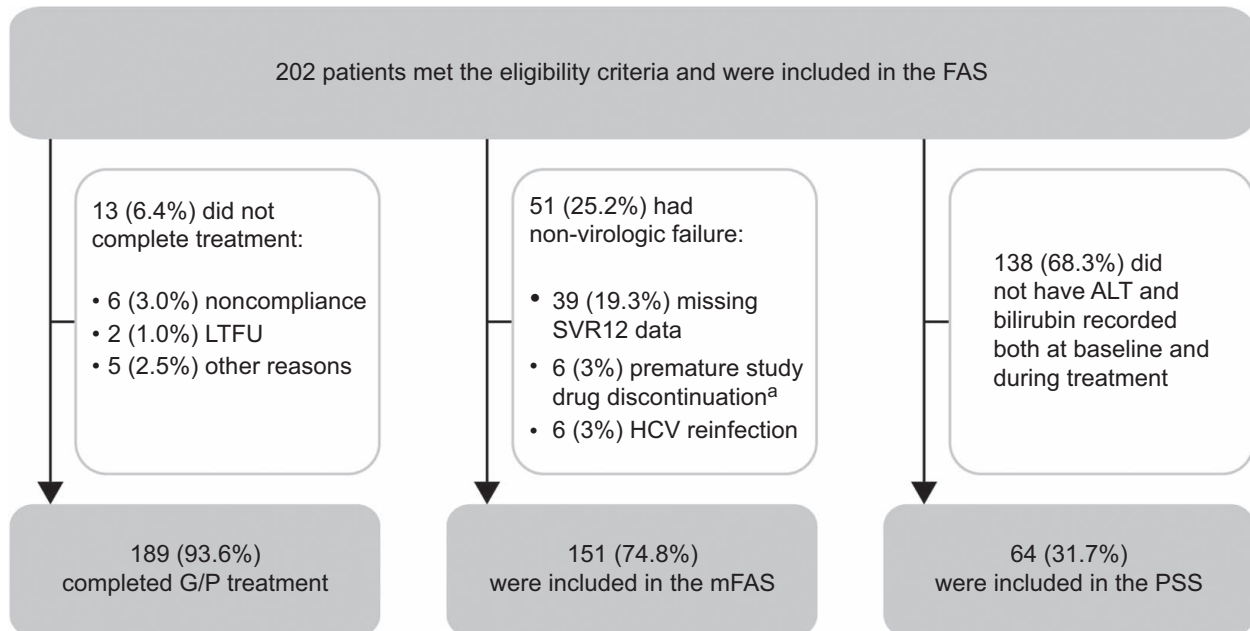 202 patients met the eligibility criteria and were included in the FAS
13 (6.4%) did not
complete treatment:
• 6 (3.0%) noncompliance
• 2 (1.0%) LTFU
• 5 (2.5%) other reasons
51 (25.2%) had
non-virologic failure:
• 39 (19.3%) missing
SVR12 data
• 6 (3%) premature study
drug discontinuationᵃ
• 6 (3%) HCV reinfection
138 (68.3%) did
not have ALT and
bilirubin recorded
both at baseline and
during treatment
189 (93.6%)
completed G/P treatment
151 (74.8%)
were included in the mFAS
64 (31.7%)
were included in the PSS